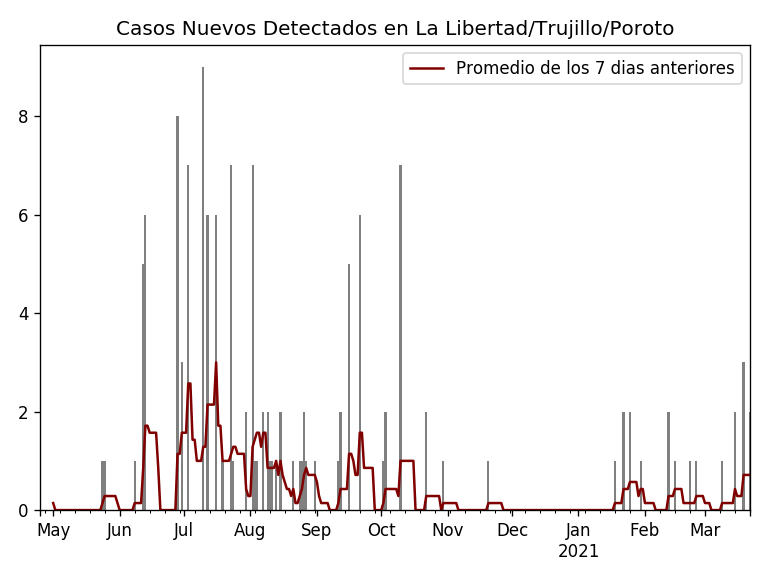 Casos Nuevos Detectados en La Libertad/Trujillo/Poroto
Promedio de los 7 dias anteriores
8
6
4
2
0
May Jun Jul Aug Sep Oct Nov Dec Jan Feb Mar
2021